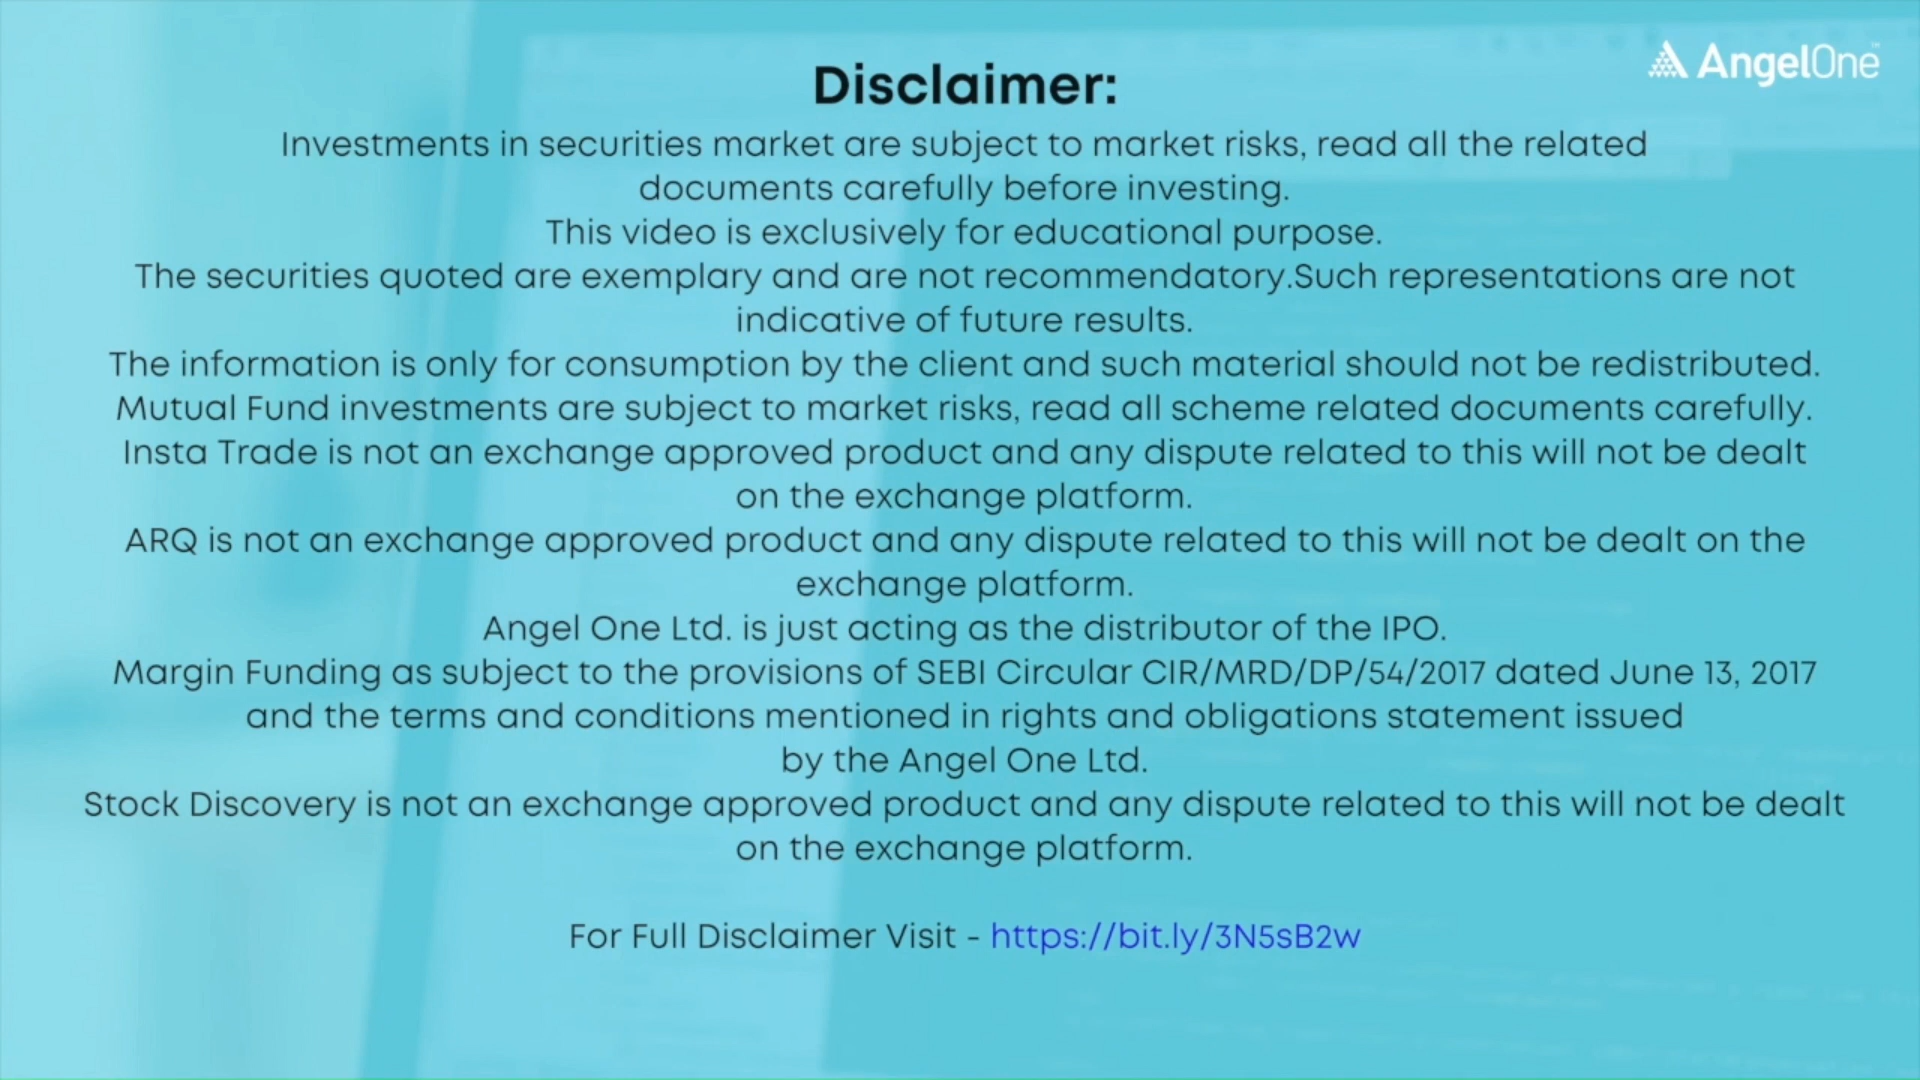 AngelOne™
Disclaimer:
Investments in securities market are subject to market risks, read all the related
documents carefully before investing.
This video is exclusively for educational purpose.
The securities quoted are exemplary and are not recommendatory.Such representations are not
indicative of future results.
The information is only for consumption by the client and such material should not be redistributed.
Mutual Fund investments are subject to market risks, read all scheme related documents carefully.
Insta Trade is not an exchange approved product and any dispute related to this will not be dealt
on the exchange platform.
ARQ is not an exchange approved product and any dispute related to this will not be dealt on the
exchange platform.
Angel One Ltd. is just acting as the distributor of the IPO.
Margin Funding as subject to the provisions of SEBI Circular CIR/MRD/DP/54/2017 dated June 13, 2017
and the terms and conditions mentioned in rights and obligations statement issued
by the Angel One Ltd.
Stock Discovery is not an exchange approved product and any dispute related to this will not be dealt
on the exchange platform.
For Full Disclaimer Visit - https://bit.ly/3N5sB2w